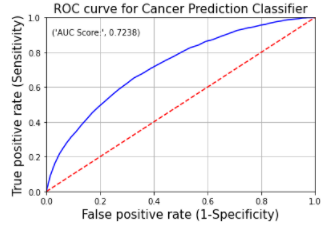 ROC curve for Cancer Prediction Classifier
1.0
('AUC Score:', 0.7238)
0.8
0.6
0.4
0.2
0.0
True positive rate (Sensitivity)
0.0 0.2 0.4 0.6 0.8 1.0
False positive rate (1-Specificity)